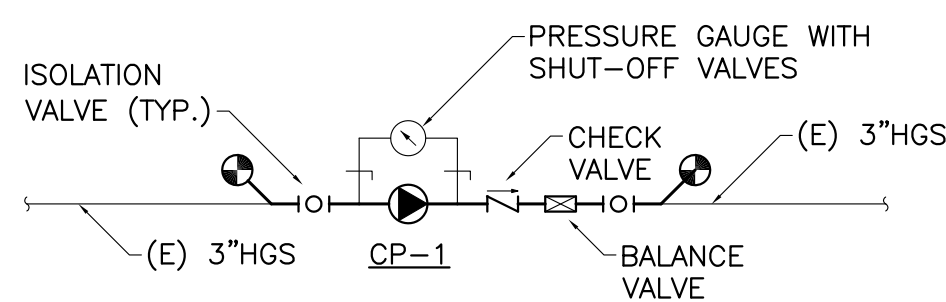 PRESSURE GAUGE WITH
SHUT-OFF VALVES
ISOLATION
VALVE (TYP.)
CHECK
VALVE
(E) 3"HGS
(E) 3"HGS
CP-1
BALANCE
VALVE